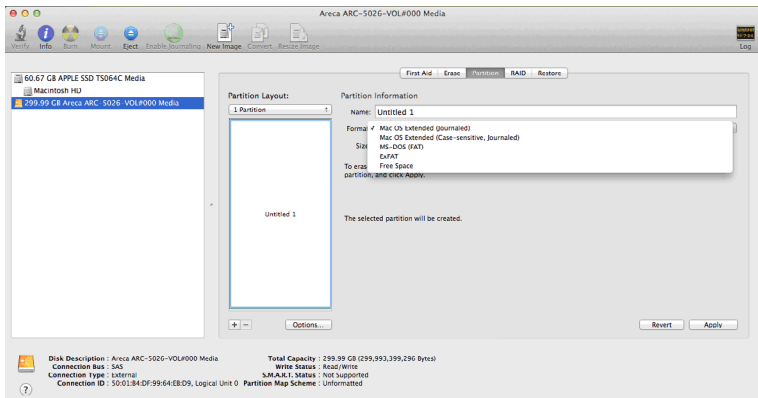 Areca ARC-5026-VOL#000 Media
Verify Info Burn Mount Eject Enable Journaling New Image Convert Resize Image Log
60.67 GB APPLE SSD TS064C Media
Macintosh HD
299.99 GB Areca ARC-5026-VOL#000 Media
First Aid Erase Partition RAID Restore
Partition Layout: Partition Information
1 Partition Name: Untitled 1
Format ✓ Mac OS Extended (Journaled)
Mac OS Extended (Case-sensitive, Journaled)
Size MS-DOS (FAT)
ExFAT
To eras Free Space
partition, and click Apply.
Untitled 1 The selected partition will be created.
+ − Options... Revert Apply
Disk Description : Areca ARC-5026-VOL#000 Media Total Capacity : 299.99 GB (299,993,399,296 Bytes)
Connection Bus : SAS Write Status : Read/Write
Connection Type : External S.M.A.R.T. Status : Not Supported
Connection ID : 50:01:B4:DF:99:64:EB:D9, Logical Unit 0 Partition Map Scheme : Unformatted
?